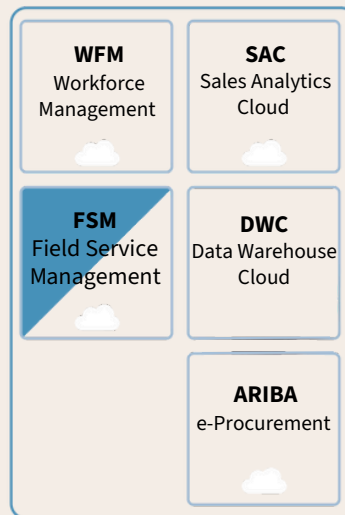 WFM
Workforce
Management
SAC
Sales Analytics
Cloud
FSM
Field Service
Management
DWC
Data Warehouse
Cloud
ARIBA
e-Procurement